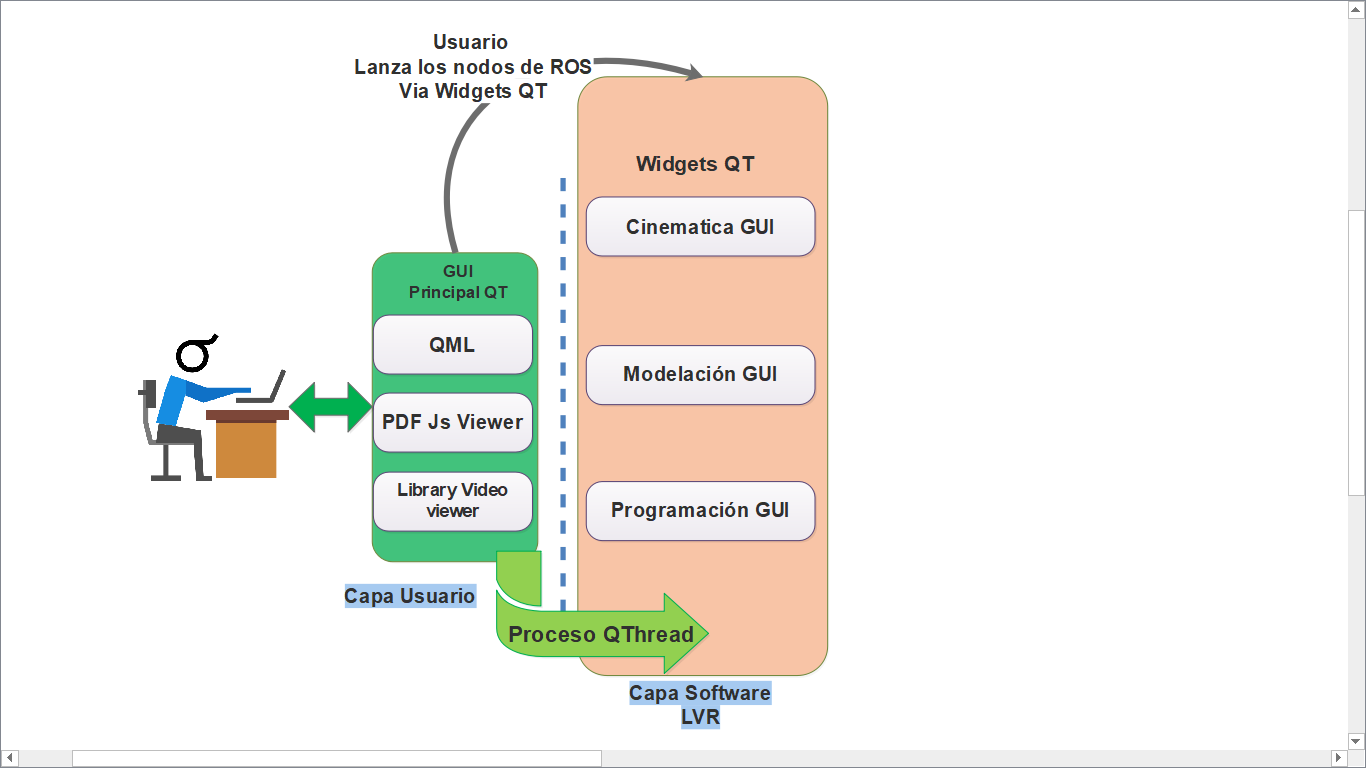 Usuario
Lanza los nodos de ROS
Via Widgets QT
Widgets QT
Cinematica GUI
Modelación GUI
Programación GUI
GUI
Principal QT
QML
PDF Js Viewer
Library Video
viewer
Capa Usuario
Proceso QThread
Capa Software
LVR